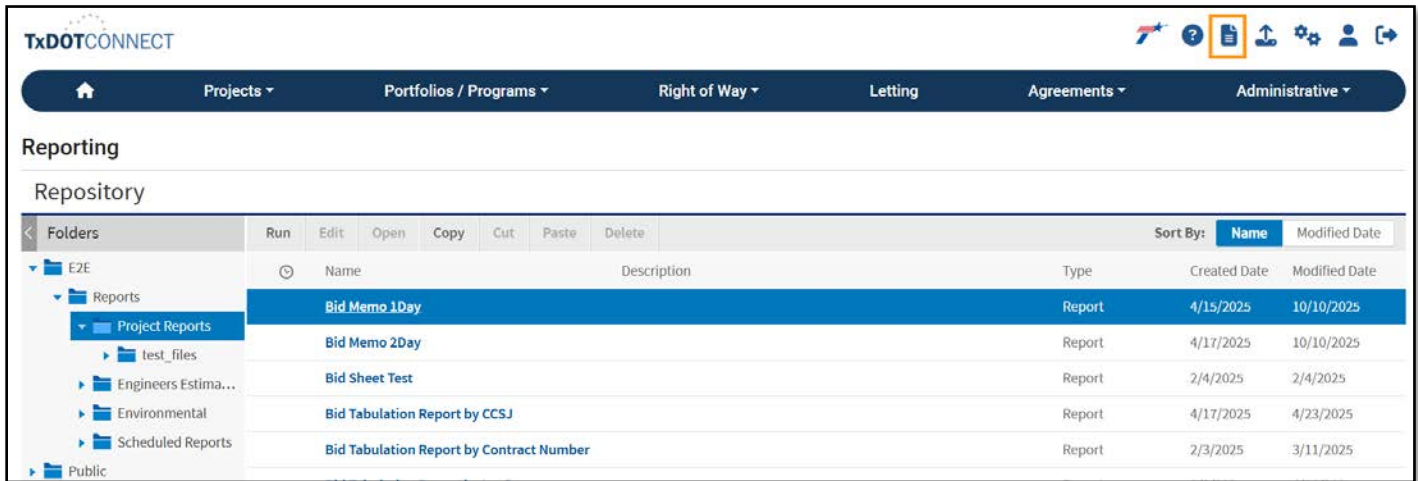 TxDOTCONNECT
Projects Portfolios / Programs Right of Way Letting Agreements Administrative
Reporting
Repository
Folders Run Edit Open Copy Cut Paste Delete Sort By: Name Modified Date
E2E Name Description Type Created Date Modified Date
Reports Bid Memo 1Day Report 4/15/2025 10/10/2025
Project Reports
test_files Bid Memo 2Day Report 4/17/2025 10/10/2025
Engineers Estima... Bid Sheet Test Report 2/4/2025 2/4/2025
Environmental Bid Tabulation Report by CCSJ Report 4/17/2025 4/23/2025
Scheduled Reports Bid Tabulation Report by Contract Number Report 2/3/2025 3/11/2025
Public